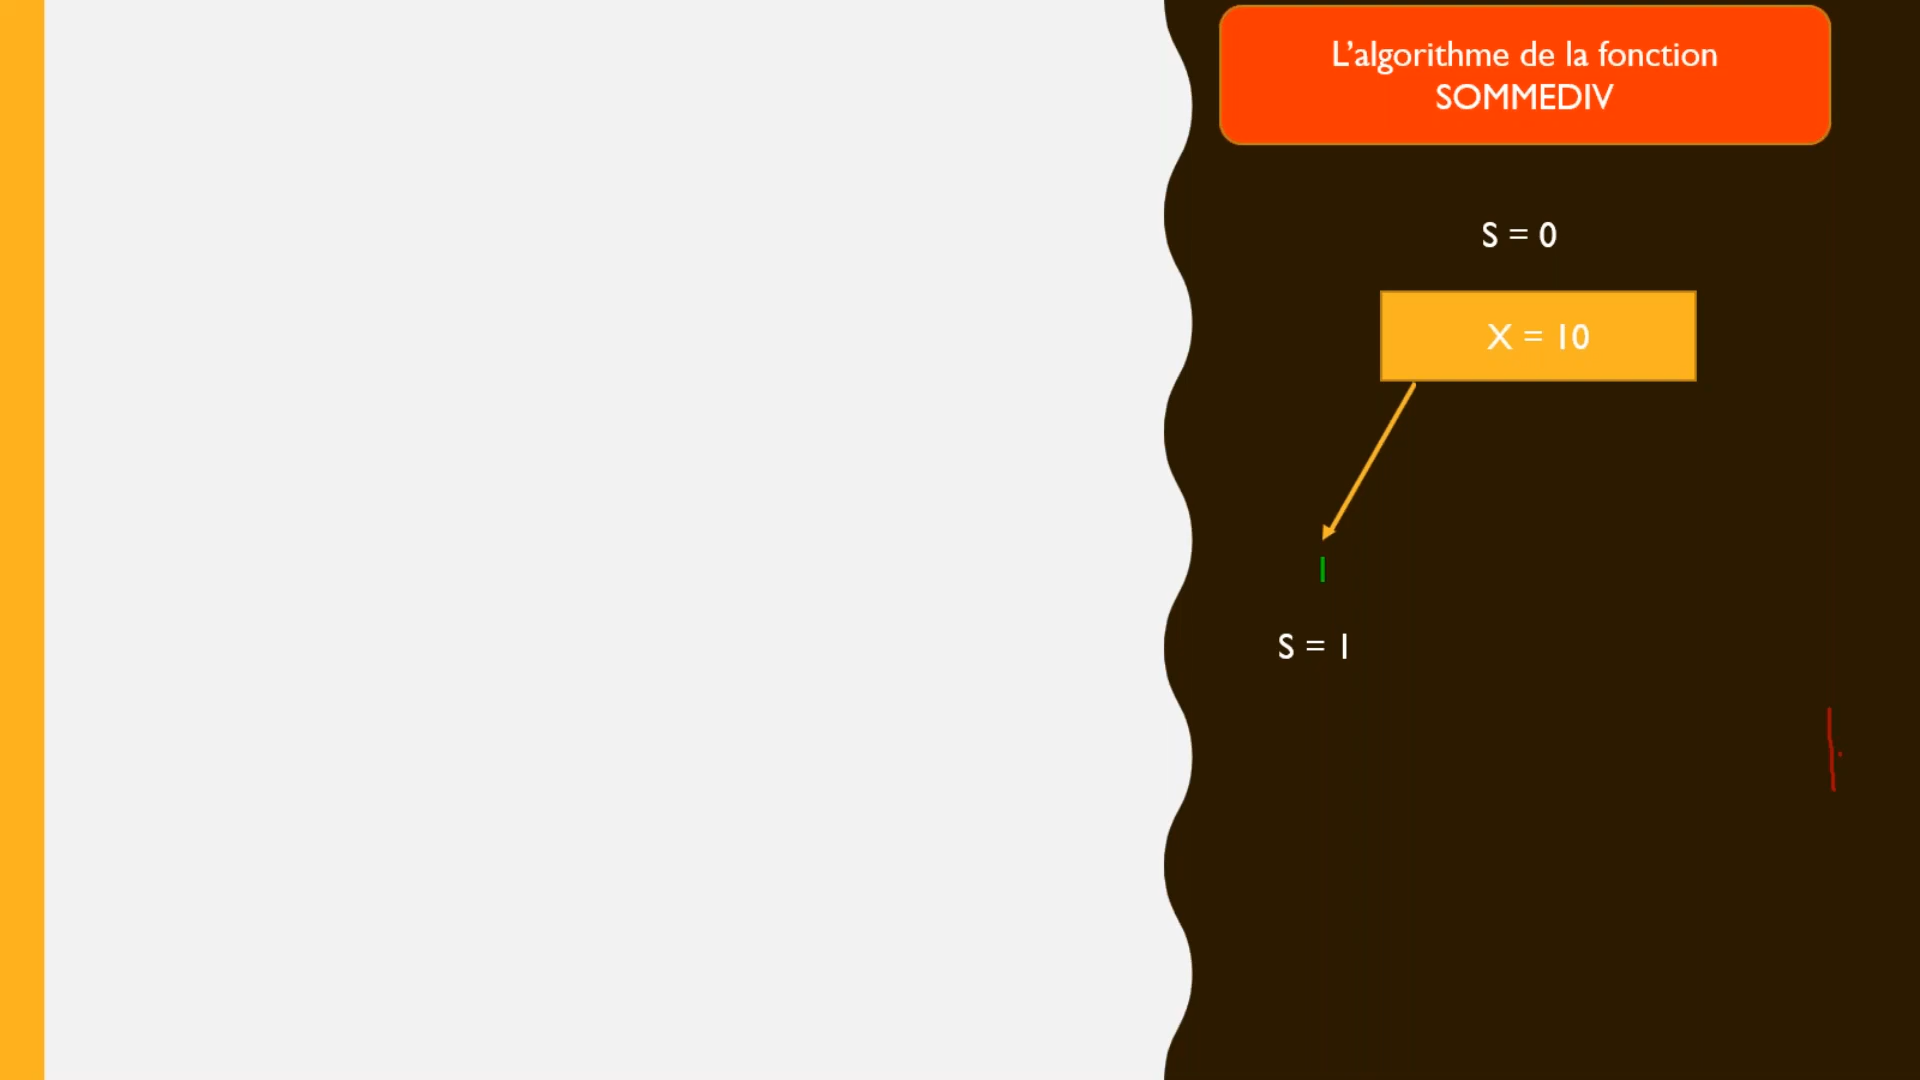 L’algorithme de la fonction
SOMMEDIV
S = 0
X = 10
1
S = 1